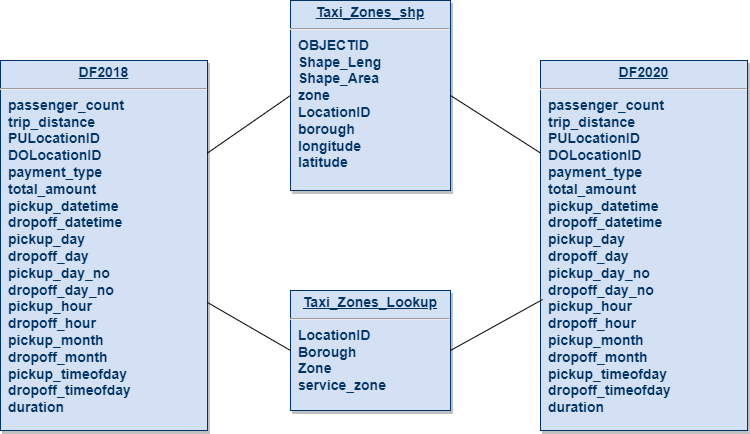 Taxi_Zones_shp
OBJECTID
Shape_Leng
Shape_Area
zone
LocationID
borough
longitude
latitude
DF2018
passenger_count
trip_distance
PULocationID
DOLocationID
payment_type
total_amount
pickup_datetime
dropoff_datetime
pickup_day
dropoff_day
pickup_day_no
dropoff_day_no
pickup_hour
dropoff_hour
pickup_month
dropoff_month
pickup_timeofday
dropoff_timeofday
duration
DF2020
passenger_count
trip_distance
PULocationID
DOLocationID
payment_type
total_amount
pickup_datetime
dropoff_datetime
pickup_day
dropoff_day
pickup_day_no
dropoff_day_no
pickup_hour
dropoff_hour
pickup_month
dropoff_month
pickup_timeofday
dropoff_timeofday
duration
Taxi_Zones_Lookup
LocationID
Borough
Zone
service_zone